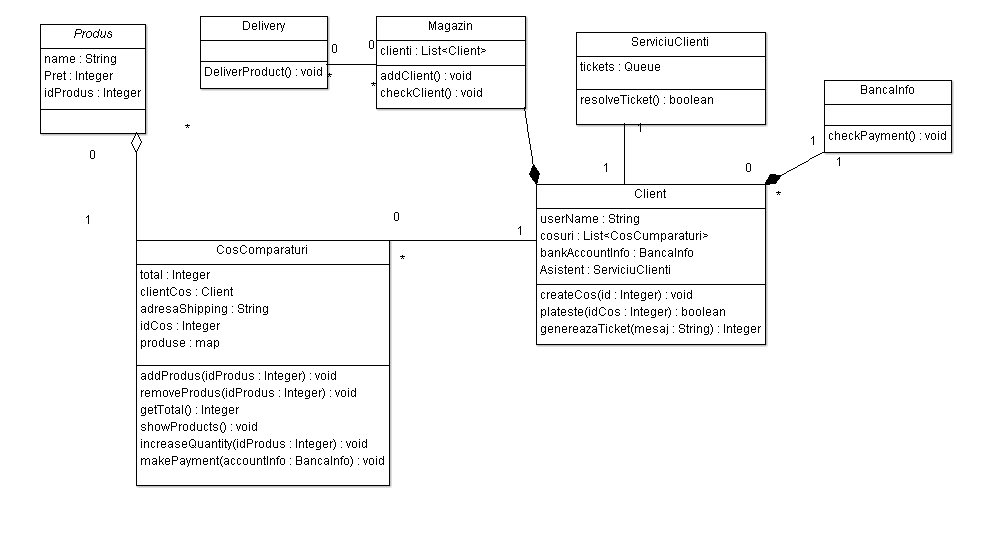 Produs
name : String
Pret : Integer
idProdus : Integer
Delivery
DeliverProduct() : void
0
*
0
*
Magazin
clienti : List<Client>
addClient() : void
checkClient() : void
ServiciuClienti
tickets : Queue
resolveTicket() : boolean
1
1
BancaInfo
checkPayment() : void
1
1
0
*
*
0
1
0
*
1
Client
userName : String
cosuri : List<CosCumparaturi>
bankAccountInfo : BancaInfo
Asistent : ServiciuClienti
createCos(id : Integer) : void
plateste(idCos : Integer) : boolean
genereazaTicket(mesaj : String) : Integer
CosComparaturi
total : Integer
clientCos : Client
adresaShipping : String
idCos : Integer
produse : map
addProdus(idProdus : Integer) : void
removeProdus(idProdus : Integer) : void
getTotal() : Integer
showProducts() : void
increaseQuantity(idProdus : Integer) : void
makePayment(accountInfo : BancaInfo) : void